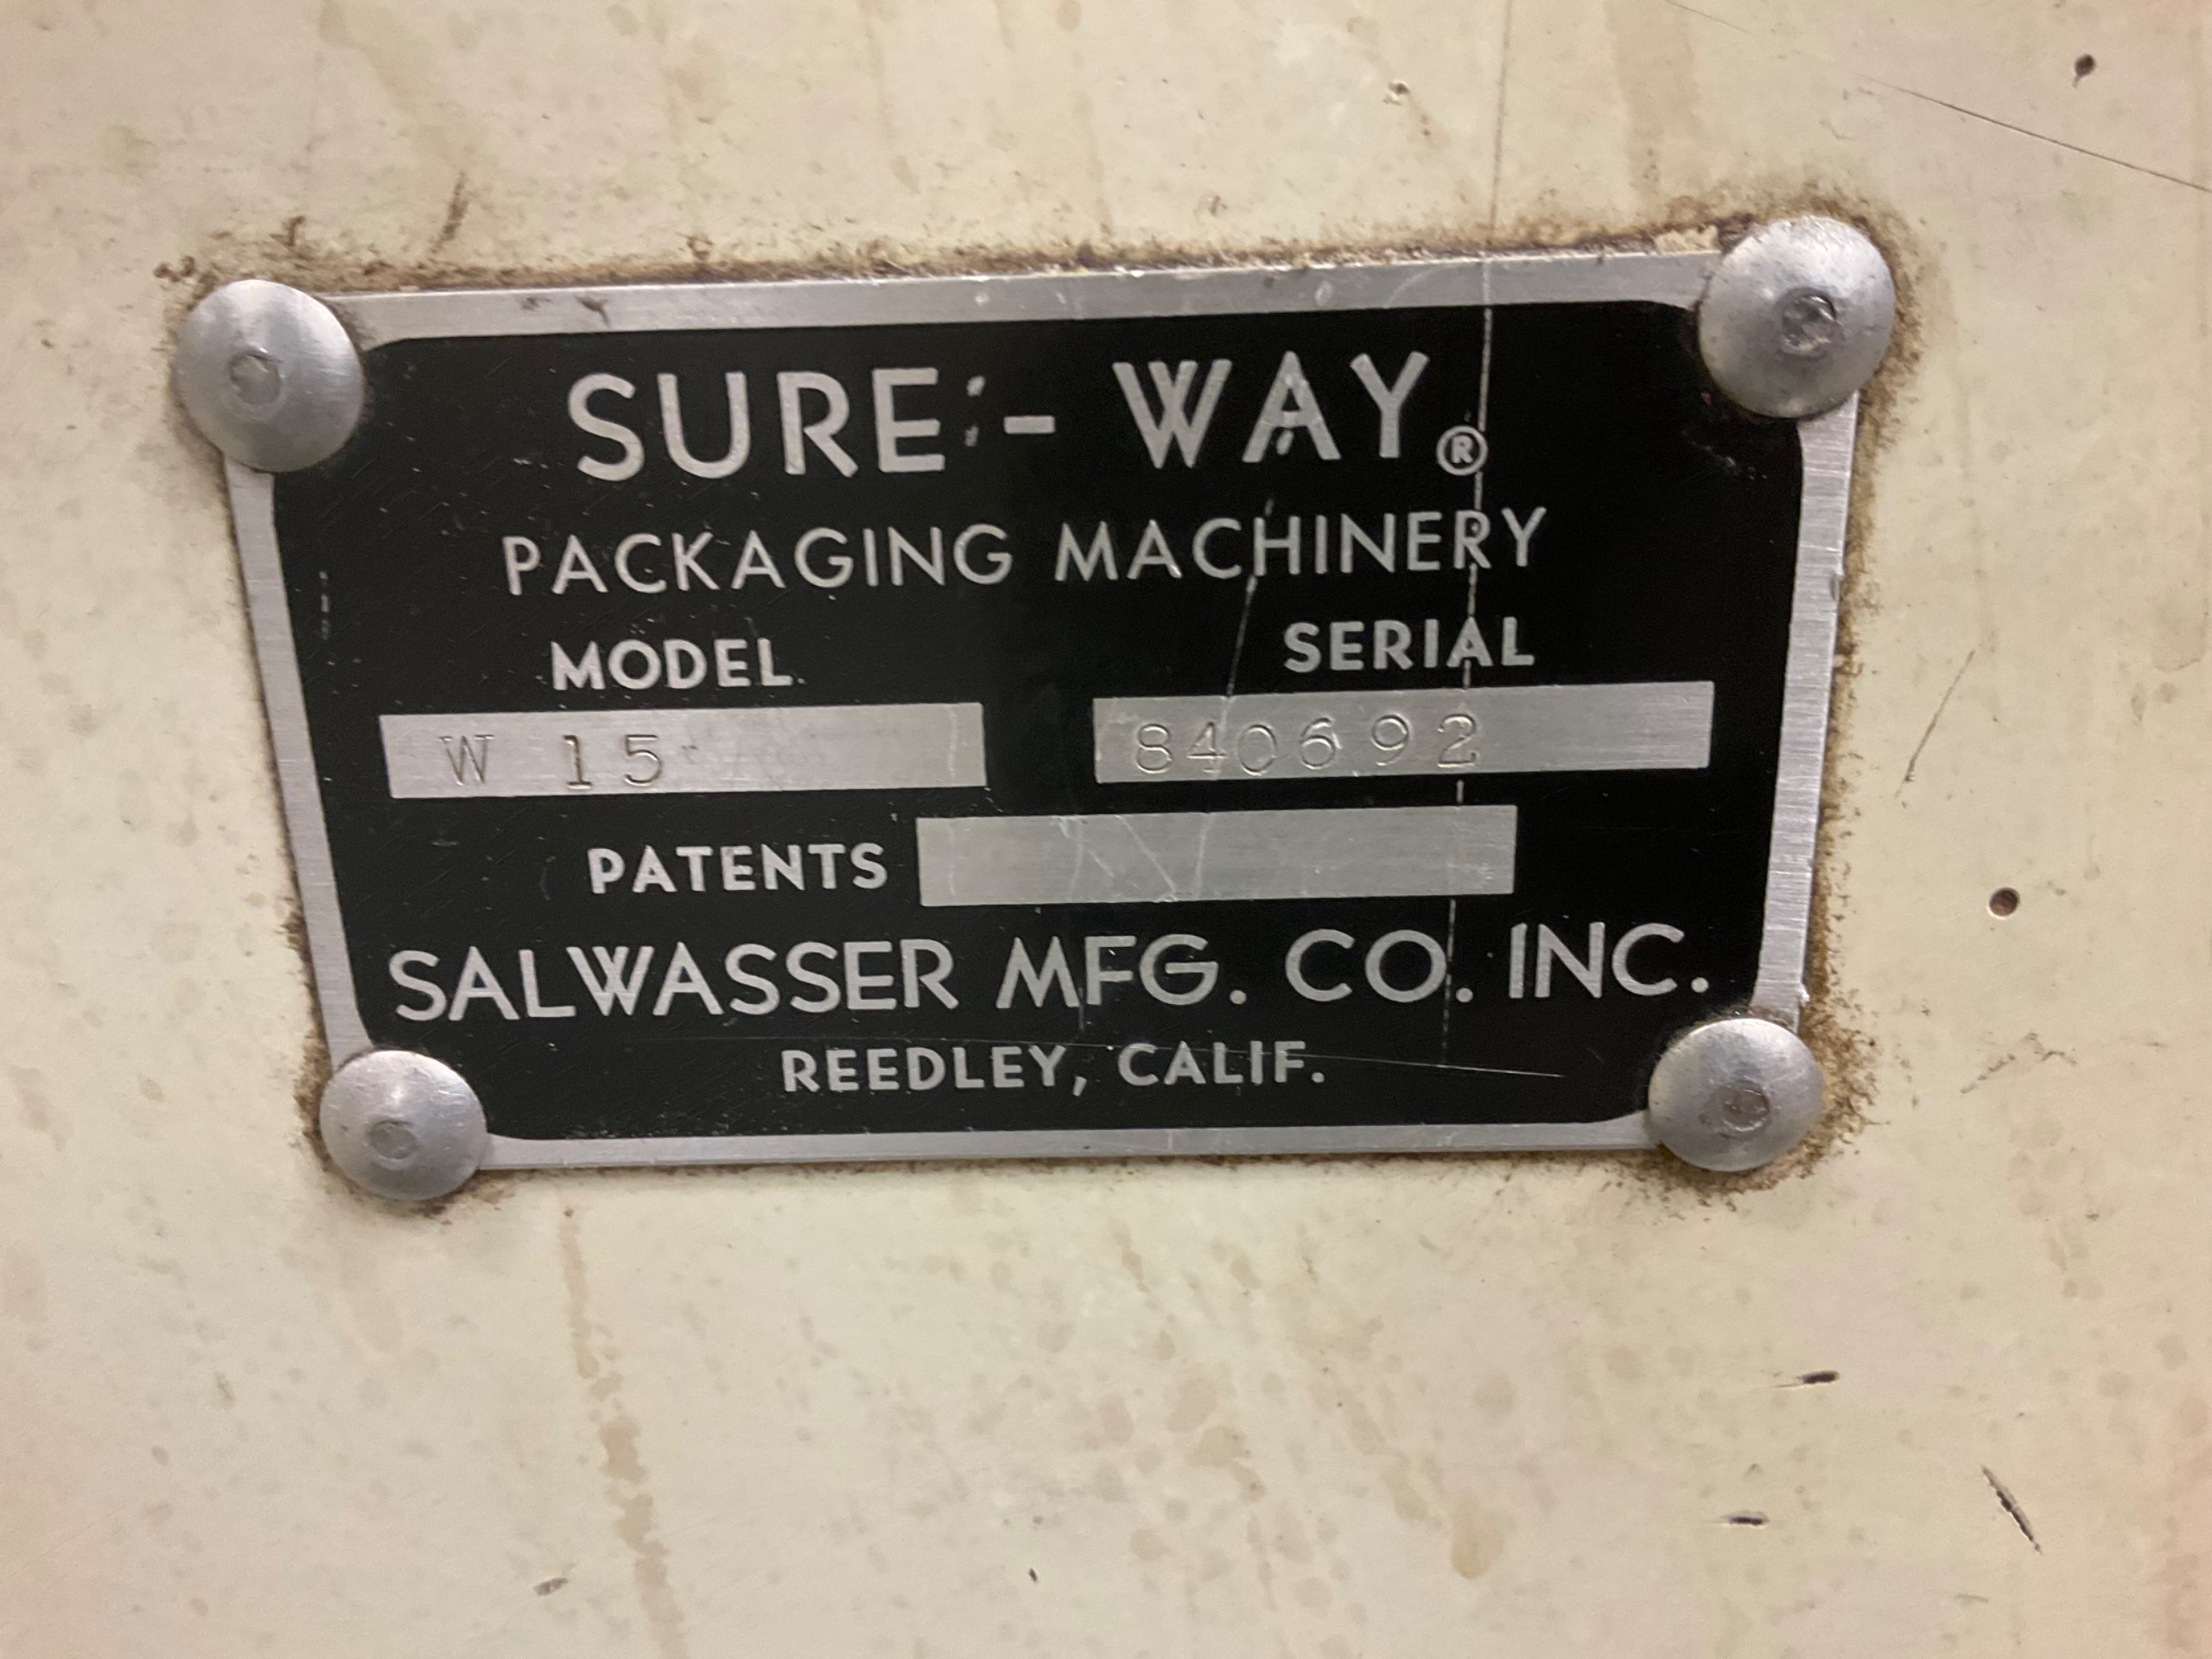 SURE - WAY®
PACKAGING MACHINERY
MODEL SERIAL
W 15 840692
PATENTS
SALWASSER MFG. CO. INC.
REEDLEY, CALIF.